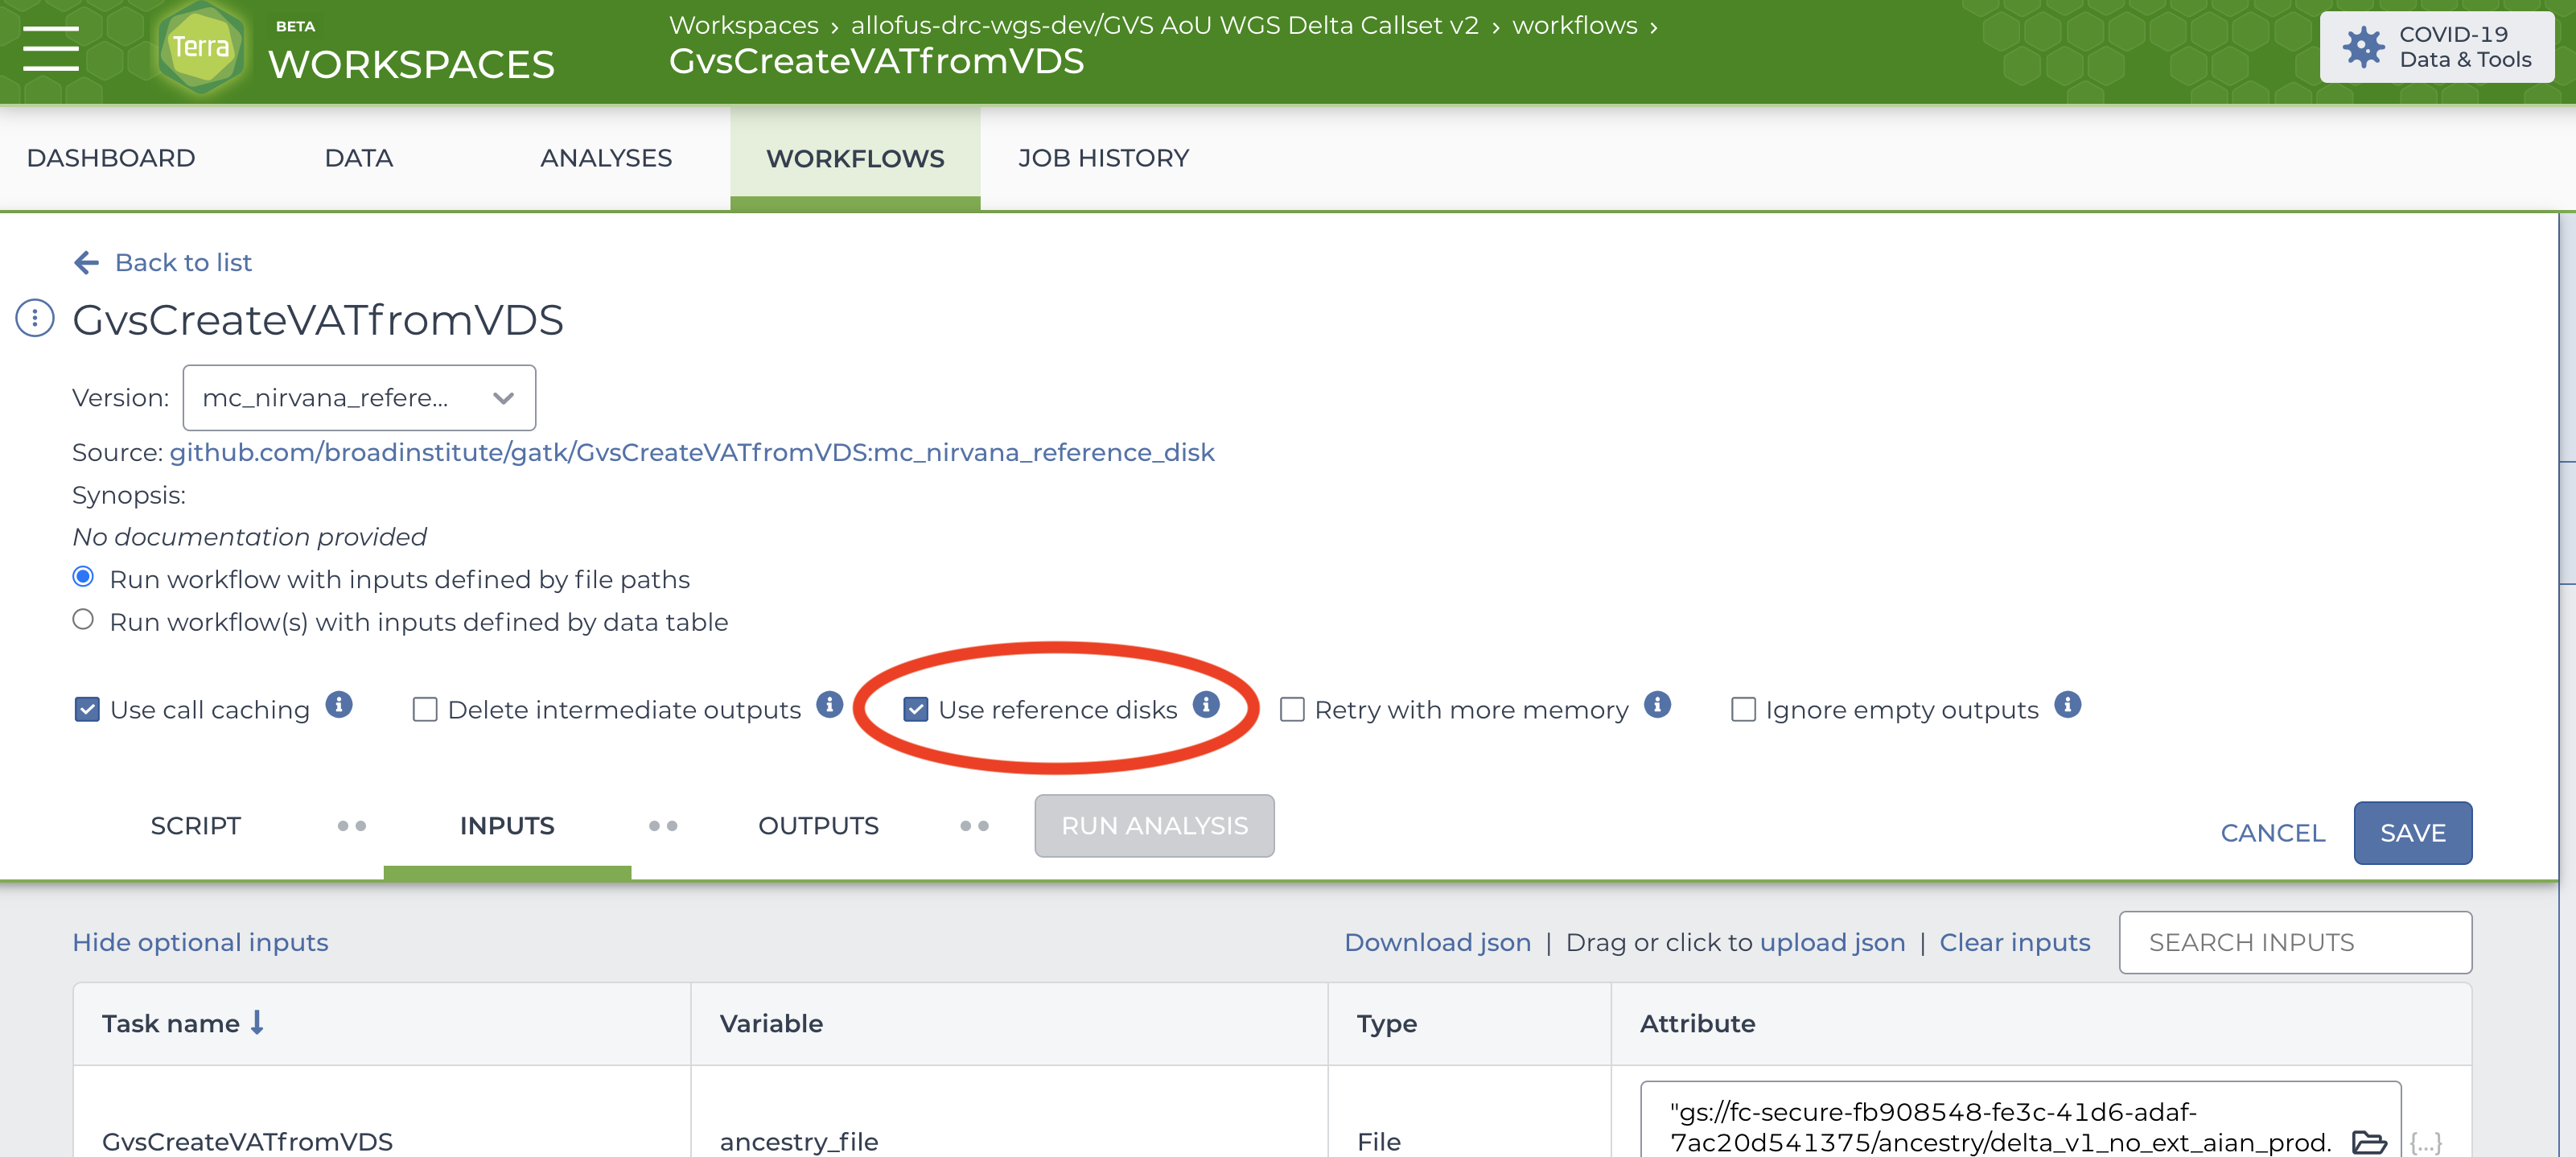 Terra
BETA
WORKSPACES
Workspaces › allofus-drc-wgs-dev/GVS AoU WGS Delta Callset v2 › workflows ›
GvsCreateVATfromVDS
COVID-19
Data & Tools
DASHBOARD DATA ANALYSES WORKFLOWS JOB HISTORY
Back to list
GvsCreateVATfromVDS
Version: mc_nirvana_refere...
Source: github.com/broadinstitute/gatk/GvsCreateVATfromVDS:mc_nirvana_reference_disk
Synopsis:
No documentation provided
Run workflow with inputs defined by file paths
Run workflow(s) with inputs defined by data table
Use call caching Delete intermediate outputs Use reference disks Retry with more memory Ignore empty outputs
SCRIPT INPUTS OUTPUTS RUN ANALYSIS CANCEL SAVE
Hide optional inputs Download json | Drag or click to upload json | Clear inputs SEARCH INPUTS
Task name Variable Type Attribute
GvsCreateVATfromVDS ancestry_file File "gs://fc-secure-fb908548-fe3c-41d6-adaf-
7ac20d541375/ancestry/delta_v1_no_ext_aian_prod. {...}